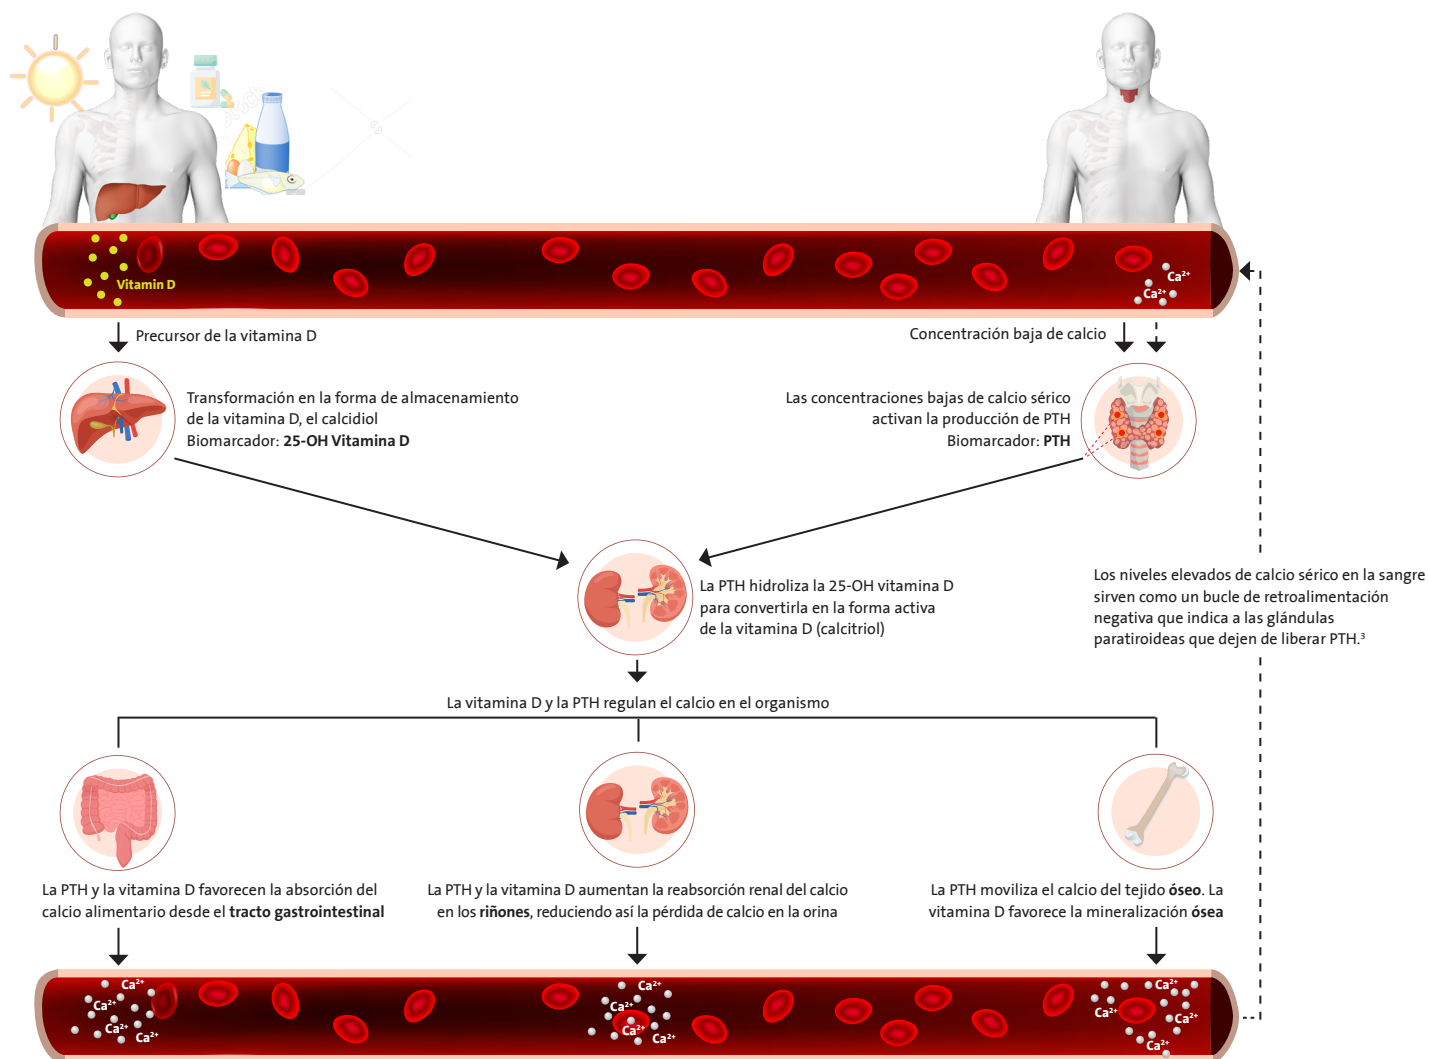 Vitamin D
Ca²⁺
Ca²⁺
Precursor de la vitamina D
Concentración baja de calcio
Transformación en la forma de almacenamiento
de la vitamina D, el calcidiol
Biomarcador: 25-OH Vitamina D
Las concentraciones bajas de calcio sérico
activan la producción de PTH
Biomarcador: PTH
La PTH hidroliza la 25-OH vitamina D
para convertirla en la forma activa
de la vitamina D (calcitriol)
Los niveles elevados de calcio sérico en la sangre
sirven como un bucle de retroalimentación
negativa que indica a las glándulas
paratiroideas que dejen de liberar PTH.³
La vitamina D y la PTH regulan el calcio en el organismo
La PTH y la vitamina D favorecen la absorción del
calcio alimentario desde el tracto gastrointestinal
La PTH y la vitamina D aumentan la reabsorción renal del calcio
en los riñones, reduciendo así la pérdida de calcio en la orina
La PTH moviliza el calcio del tejido óseo. La
vitamina D favorece la mineralización ósea
Ca²⁺
Ca²⁺
Ca²⁺
Ca²⁺
Ca²⁺
Ca²⁺
Ca²⁺
Ca²⁺
Ca²⁺
Ca²⁺
Ca²⁺
Ca²⁺